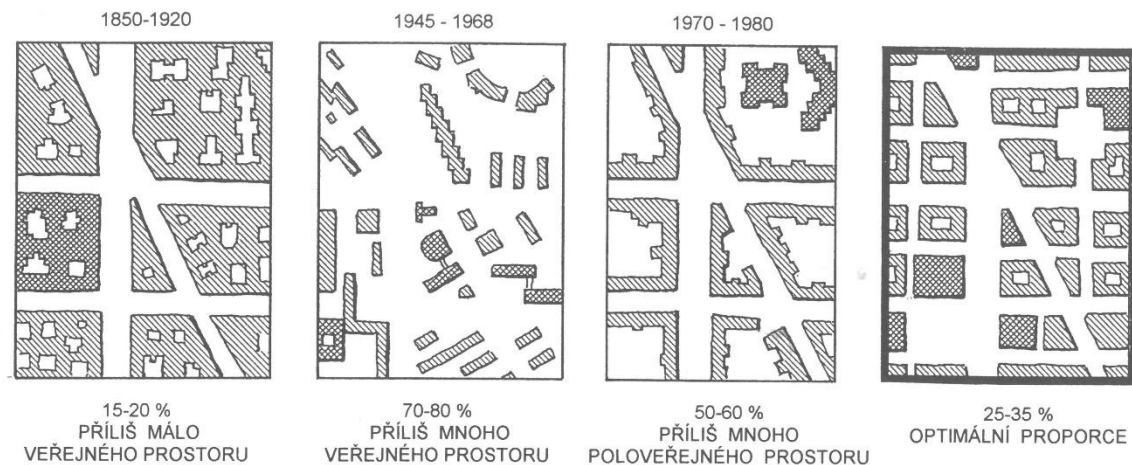 1850-1920
1945 - 1968
1970 - 1980
15-20 %
PŘÍLIŠ MÁLO
VEŘEJNÉHO PROSTORU
70-80 %
PŘÍLIŠ MNOHO
VEŘEJNÉHO PROSTORU
50-60 %
PŘÍLIŠ MNOHO
POLOVEŘEJNÉHO PROSTORU
25-35 %
OPTIMÁLNÍ PROPORCE